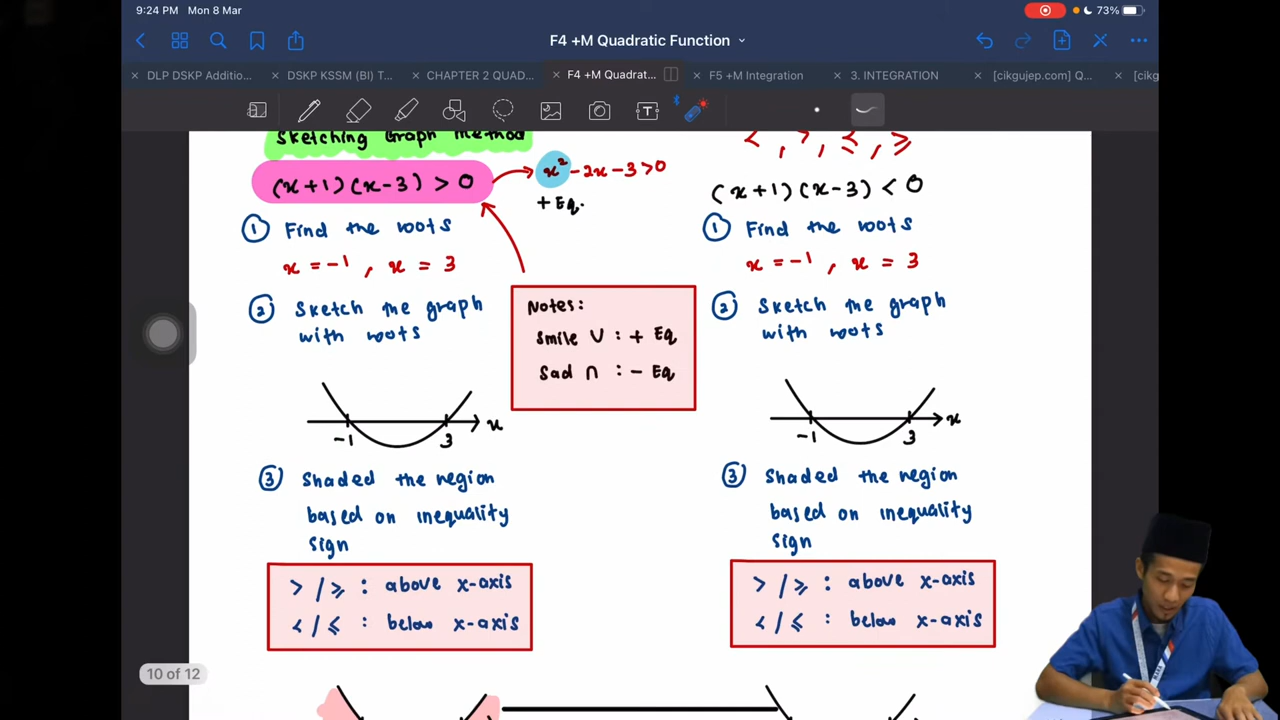 9:24 PM Mon 8 Mar
73%
F4 +M Quadratic Function
DLP DSKP Additio...
DSKP KSSM (BI) T...
CHAPTER 2 QUAD...
F4 +M Quadrat...
F5 +M Integration
3. INTEGRATION
[cikgujep.com] Q...
[cik
Sketching Graph method
(x+1)(x-3) > 0
x² - 2x - 3 > 0
+ Eq.
① Find the roots
x = -1 , x = 3
② Sketch the graph
with roots
Notes:
Smile ∪ : + Eq
Sad ∩ : - Eq
-1
3
x
③ Shaded the region
based on inequality
sign
> / ≥ : above x-axis
< / ≤ : below x-axis
< , > , ≤ , ≥
(x+1)(x-3) < 0
① Find the roots
x = -1 , x = 3
② Sketch the graph
with roots
-1
3
x
③ Shaded the region
based on inequality
sign
> / ≥ : above x-axis
< / ≤ : below x-axis
10 of 12